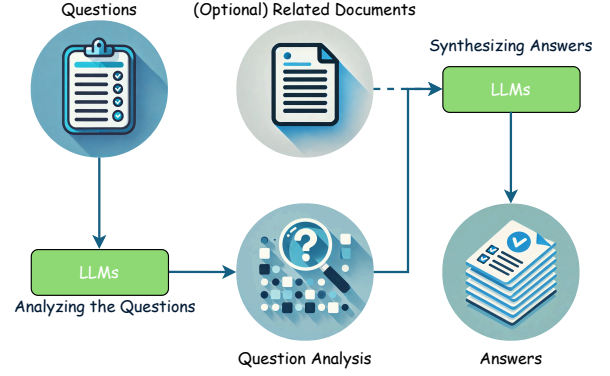 Questions
(Optional) Related Documents
Synthesizing Answers
LLMs
LLMs
Analyzing the Questions
Question Analysis
Answers